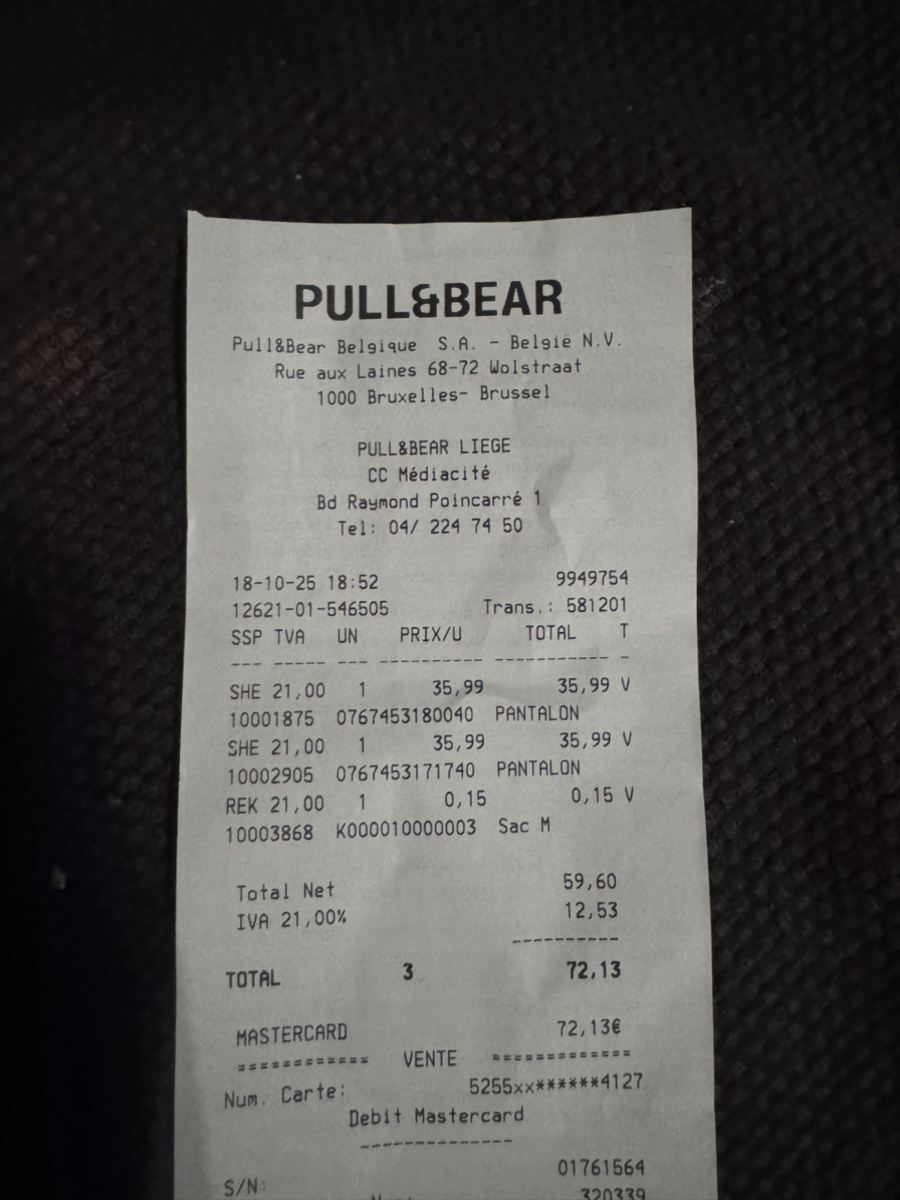 PULL&BEAR
Pull&Bear Belgique S.A. - België N.V.
Rue aux Laines 68-72 Wolstraat
1000 Bruxelles- Brussel
PULL&BEAR LIEGE
CC Médiacité
Bd Raymond Poincarré 1
Tel: 04/ 224 74 50
18-10-25 18:52 9949754
12621-01-546505 Trans.: 581201
SSP TVA UN PRIX/U TOTAL T
--- ----- -- ---------- ----------- -
SHE 21,00 1 35,99 35,99 V
10001875 0767453180040 PANTALON
SHE 21,00 1 35,99 35,99 V
10002905 0767453171740 PANTALON
REK 21,00 1 0,15 0,15 V
10003868 K000010000003 Sac M
Total Net 59,60
IVA 21,00% 12,53
----------
TOTAL 3 72,13
MASTERCARD 72,13€
============ VENTE =============
Num. Carte: 5255xx******4127
Debit Mastercard
--------------
S/N: 01761564
320339